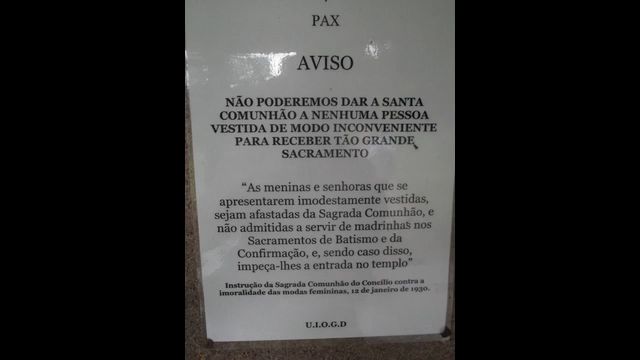 PAX
AVISO
NÃO PODEREMOS DAR A SANTA
COMUNHÃO A NENHUMA PESSOA
VESTIDA DE MODO INCONVENIENTE
PARA RECEBER TÃO GRANDE
SACRAMENTO
“As meninas e senhoras que se
apresentarem imodestamente vestidas,
sejam afastadas da Sagrada Comunhão, e
não admitidas a servir de madrinhas nos
Sacramentos de Batismo e da
Confirmação, e, sendo caso disso,
impeça-lhes a entrada no templo”
Instrução da Sagrada Comunhão do Concílio contra a
imoralidade das modas femininas, 12 de janeiro de 1930.
U.I.O.G.D